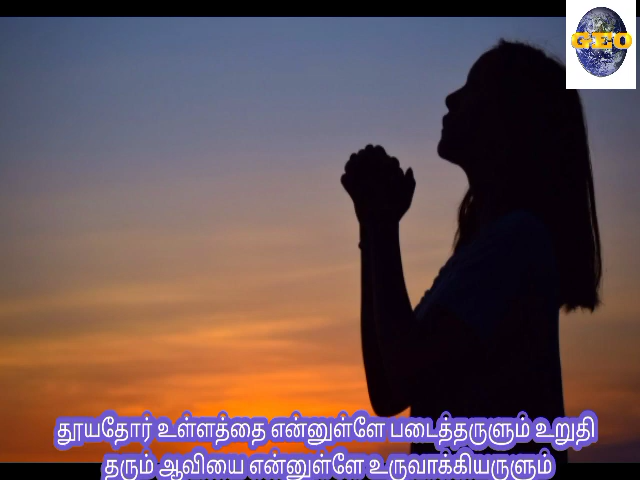 GEO
தூயதோர் உள்ளத்தை என்னுள்ளே படைத்தருளும் உறுதி
தரும் ஆவியை என்னுள்ளே உருவாக்கியருளும்